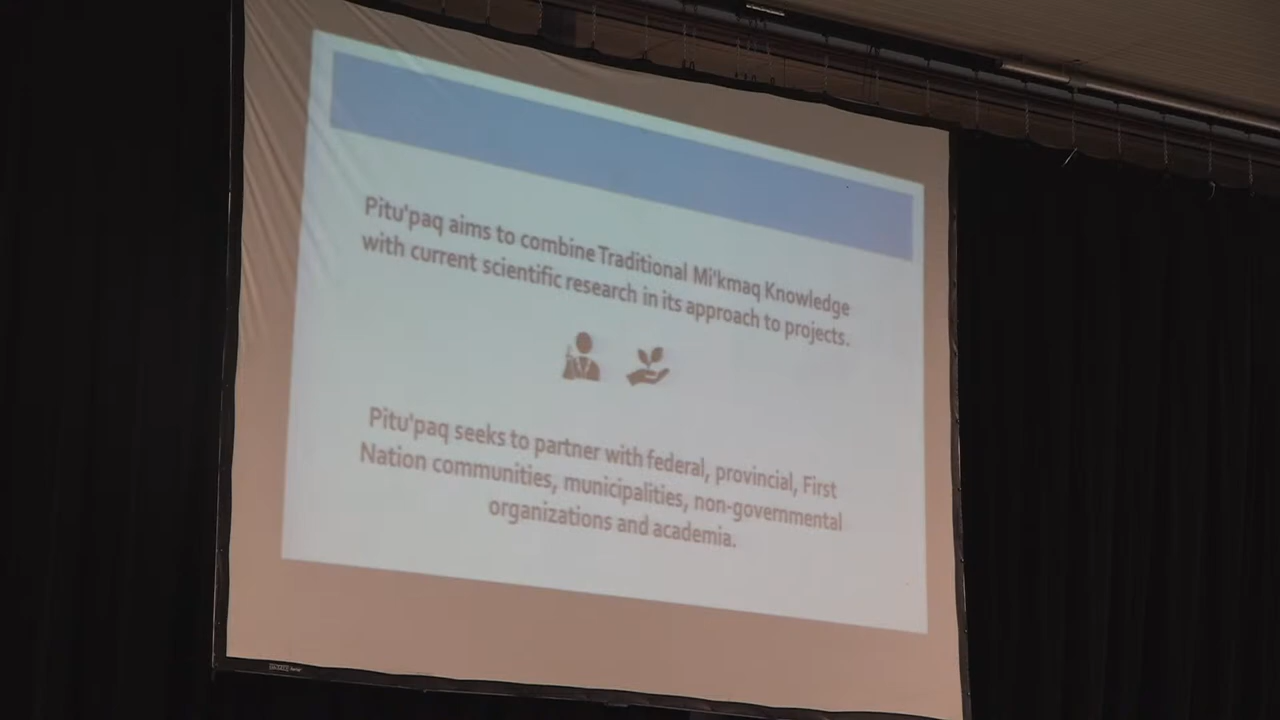 Pitu'paq aims to combine Traditional Mi'kmaq Knowledge
with current scientific research in its approach to projects.
Pitu'paq seeks to partner with federal, provincial, First
Nation communities, municipalities, non-governmental
organizations and academia.